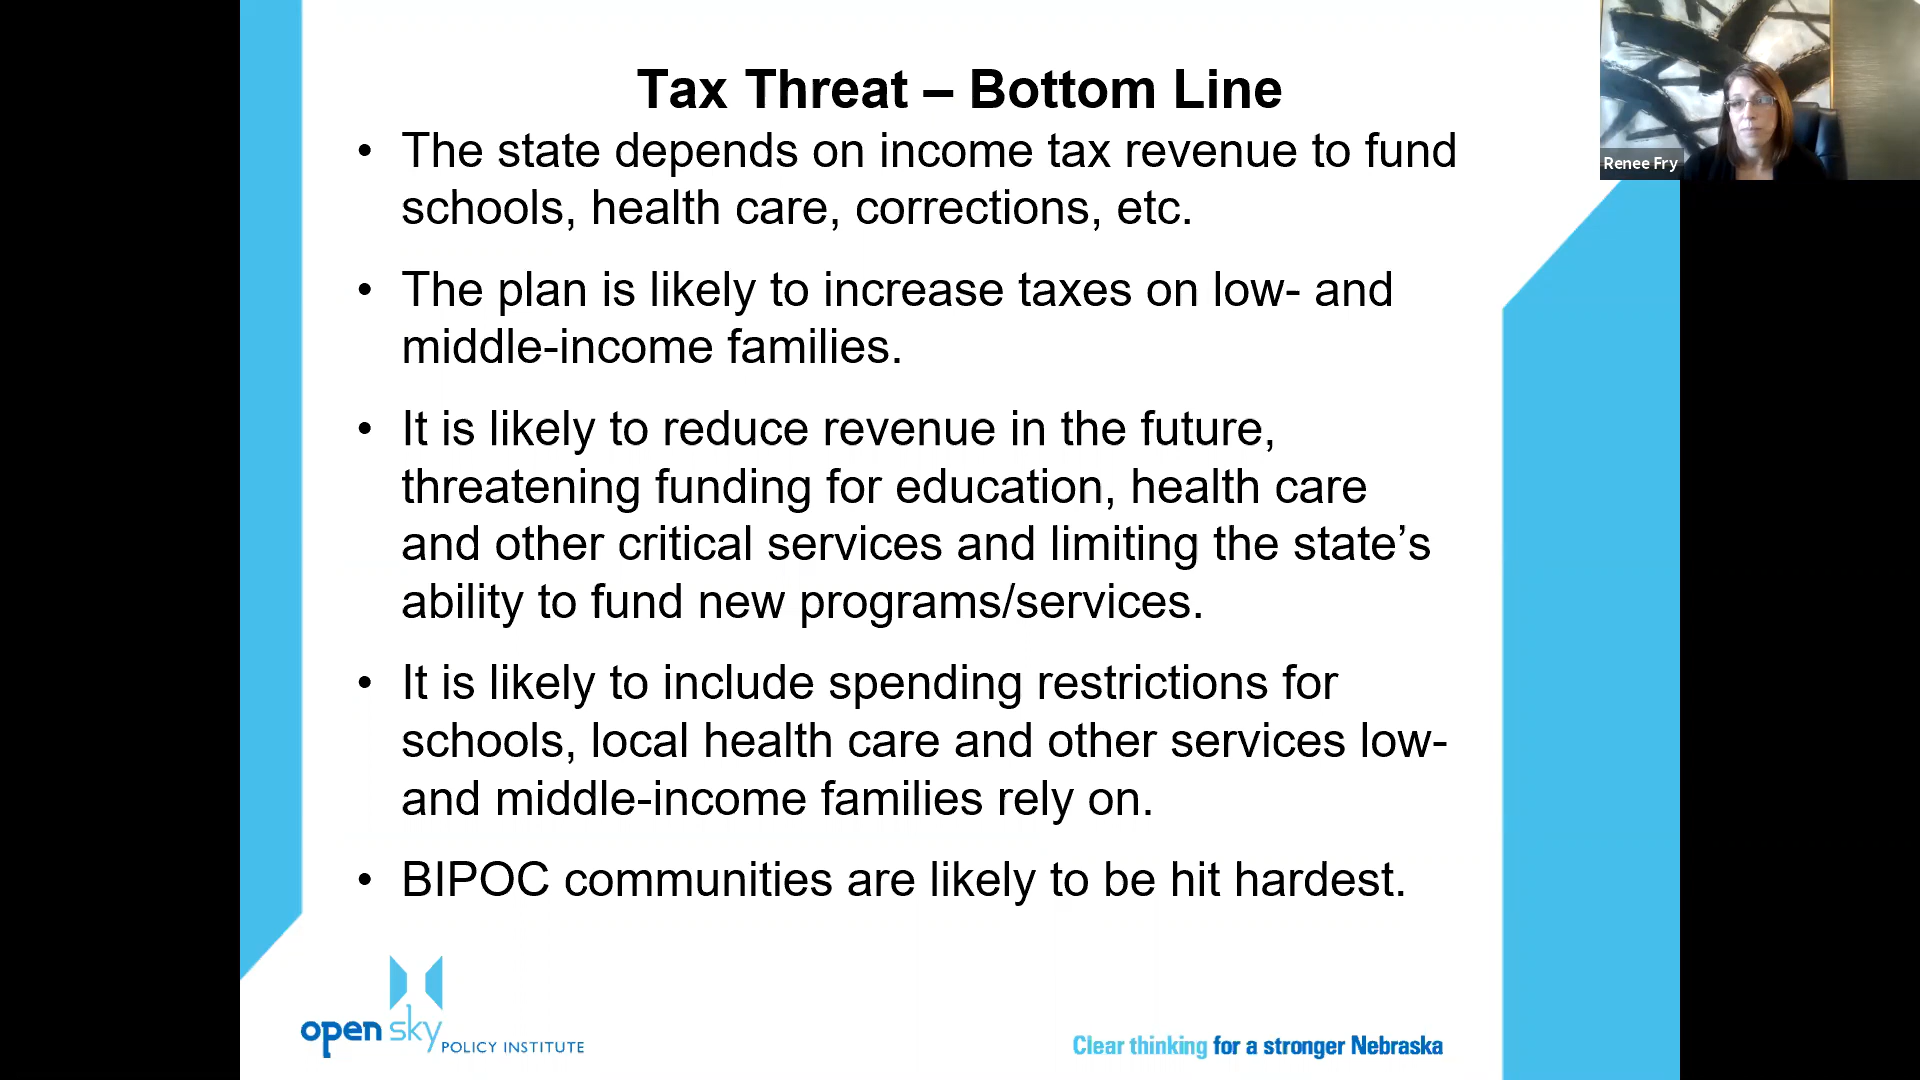 Tax Threat – Bottom Line
• The state depends on income tax revenue to fund
schools, health care, corrections, etc.
• The plan is likely to increase taxes on low- and
middle-income families.
• It is likely to reduce revenue in the future,
threatening funding for education, health care
and other critical services and limiting the state’s
ability to fund new programs/services.
• It is likely to include spending restrictions for
schools, local health care and other services low-
and middle-income families rely on.
• BIPOC communities are likely to be hit hardest.
Renee Fry
open sky
POLICY INSTITUTE
Clear thinking for a stronger Nebraska